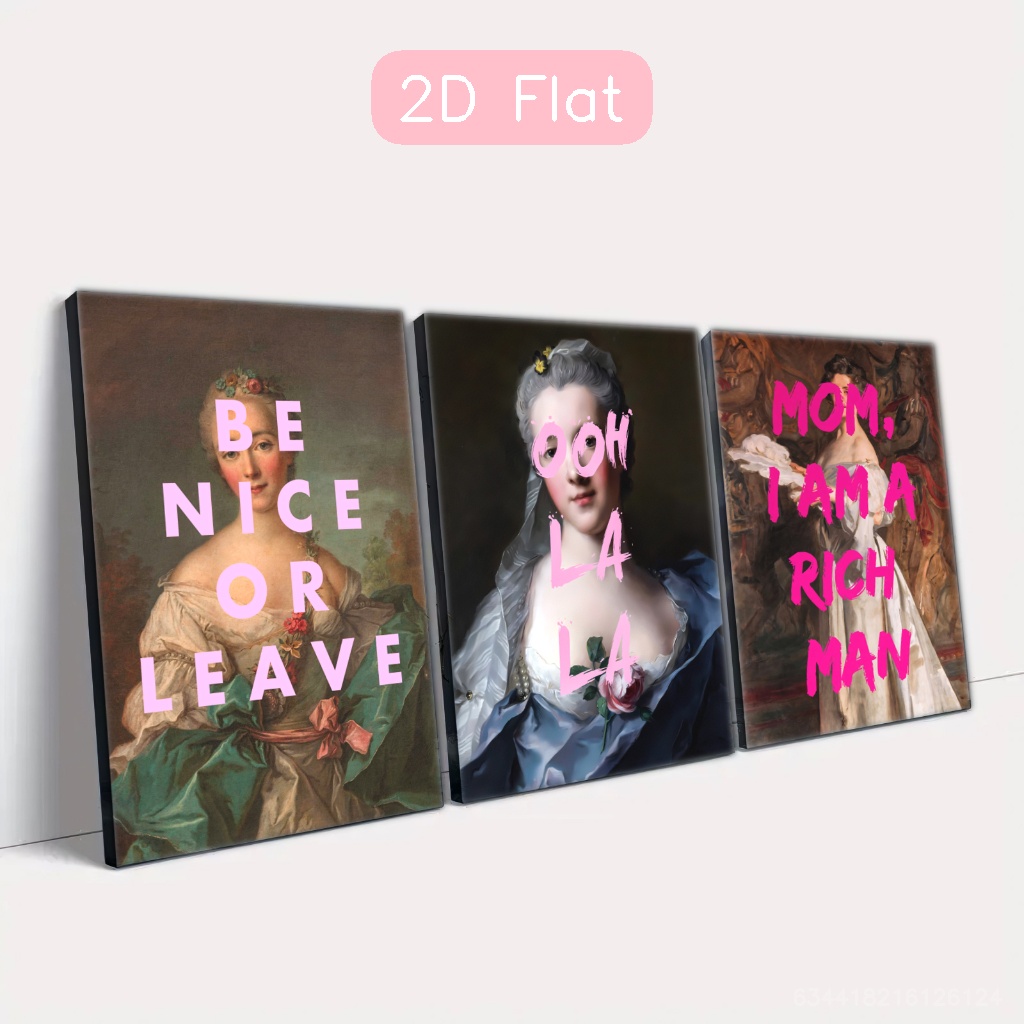 2D Flat
BE
NICE
OR
LEAVE
OOH
LA
LA
MOM,
I AM A
RICH
MAN
634418216126124